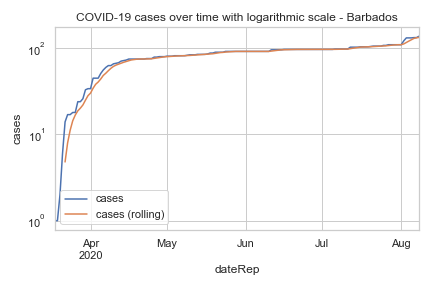 COVID-19 cases over time with logarithmic scale - Barbados
cases
10²
10¹
10⁰
cases
cases (rolling)
Apr
2020
May
Jun
Jul
Aug
dateRep